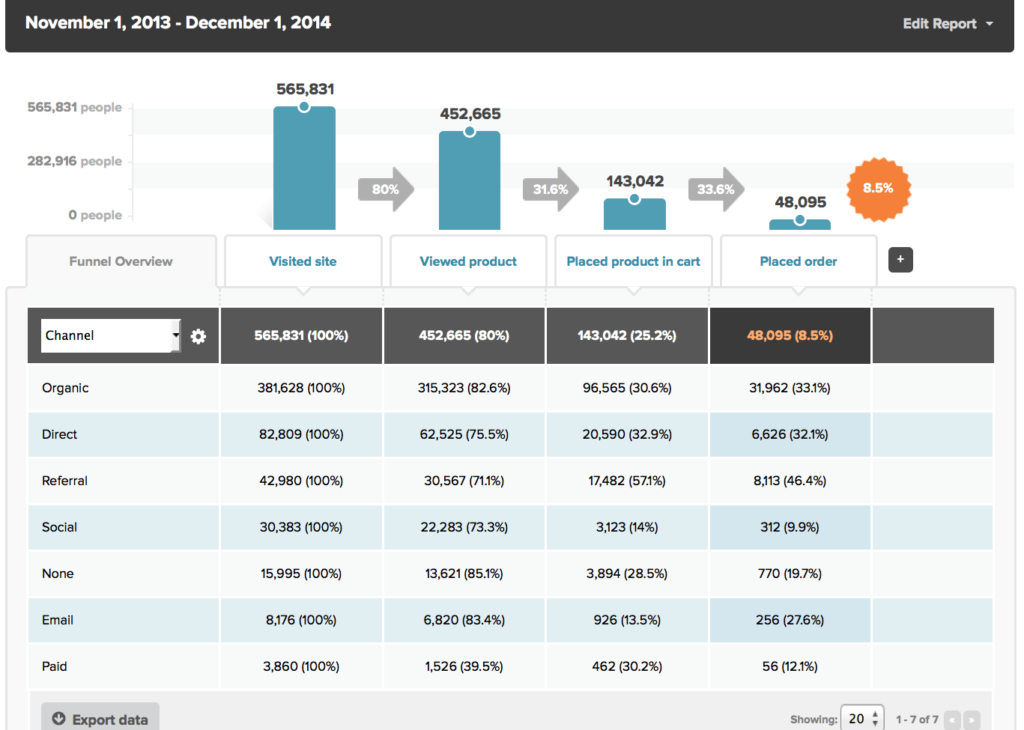 November 1, 2013 - December 1, 2014 Edit Report
565,831
565,831 people
452,665
282,916 people
80% 31.6% 143,042 33.6% 8.5%
48,095
0 people
Funnel Overview Visited site Viewed product Placed product in cart Placed order +
Channel 565,831 (100%) 452,665 (80%) 143,042 (25.2%) 48,095 (8.5%)
Organic 381,628 (100%) 315,323 (82.6%) 96,565 (30.6%) 31,962 (33.1%)
Direct 82,809 (100%) 62,525 (75.5%) 20,590 (32.9%) 6,626 (32.1%)
Referral 42,980 (100%) 30,567 (71.1%) 17,482 (57.1%) 8,113 (46.4%)
Social 30,383 (100%) 22,283 (73.3%) 3,123 (14%) 312 (9.9%)
None 15,995 (100%) 13,621 (85.1%) 3,894 (28.5%) 770 (19.7%)
Email 8,176 (100%) 6,820 (83.4%) 926 (13.5%) 256 (27.6%)
Paid 3,860 (100%) 1,526 (39.5%) 462 (30.2%) 56 (12.1%)
Export data Showing: 20 1 - 7 of 7 « »